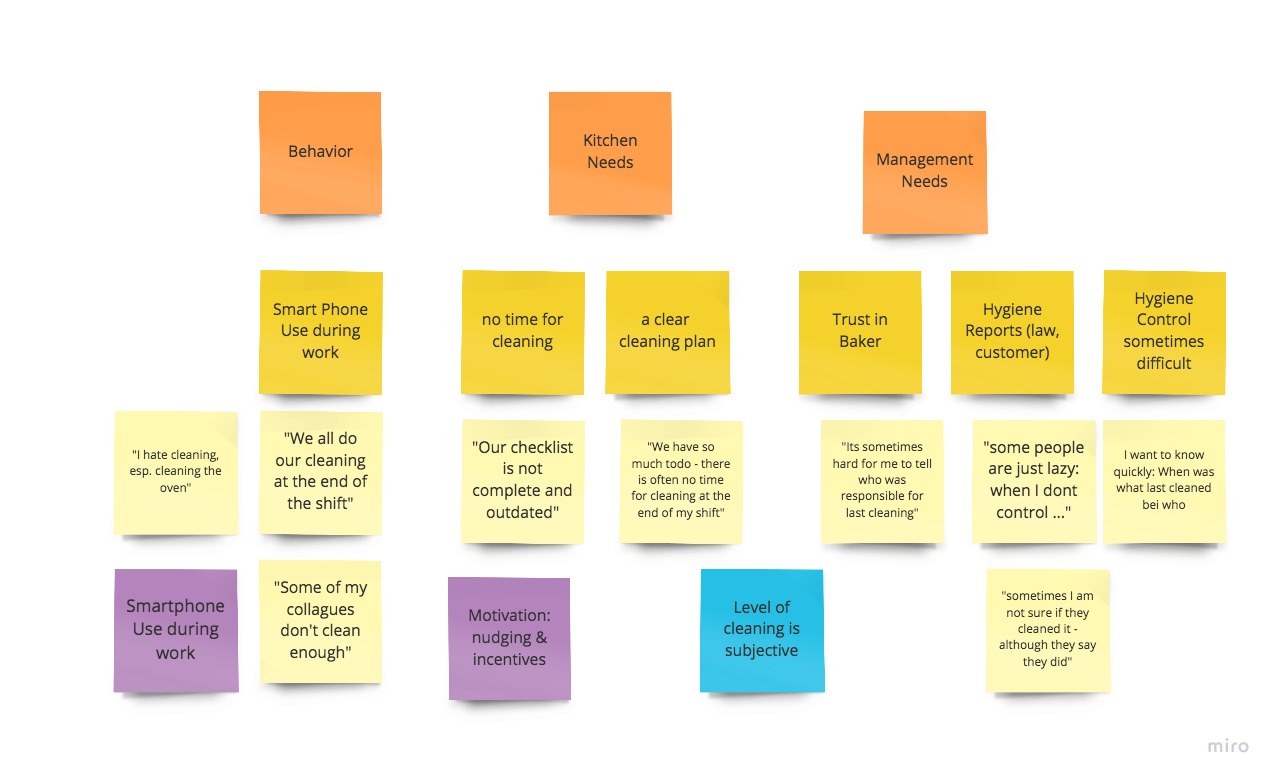 Behavior
Kitchen
Needs
Management
Needs
Smart Phone
Use during
work
no time for
cleaning
a clear
cleaning plan
Trust in
Baker
Hygiene
Reports (law,
customer)
Hygiene
Control
sometimes
difficult
"I hate cleaning,
esp. cleaning the
oven"
"We all do
our cleaning
at the end of
the shift"
"Our checklist
is not
complete and
outdated"
"We have so
much todo - there
is often no time
for cleaning at the
end of my shift"
"Its sometimes
hard for me to tell
who was
responsible for
last cleaning"
"some people
are just lazy:
when I dont
control ..."
I want to know
quickly: When was
what last cleaned
bei who
Smartphone
Use during
work
"Some of my
collagues
don't clean
enough"
Motivation:
nudging &
incentives
Level of
cleaning is
subjective
"sometimes I am
not sure if they
cleaned it -
although they say
they did"
miro